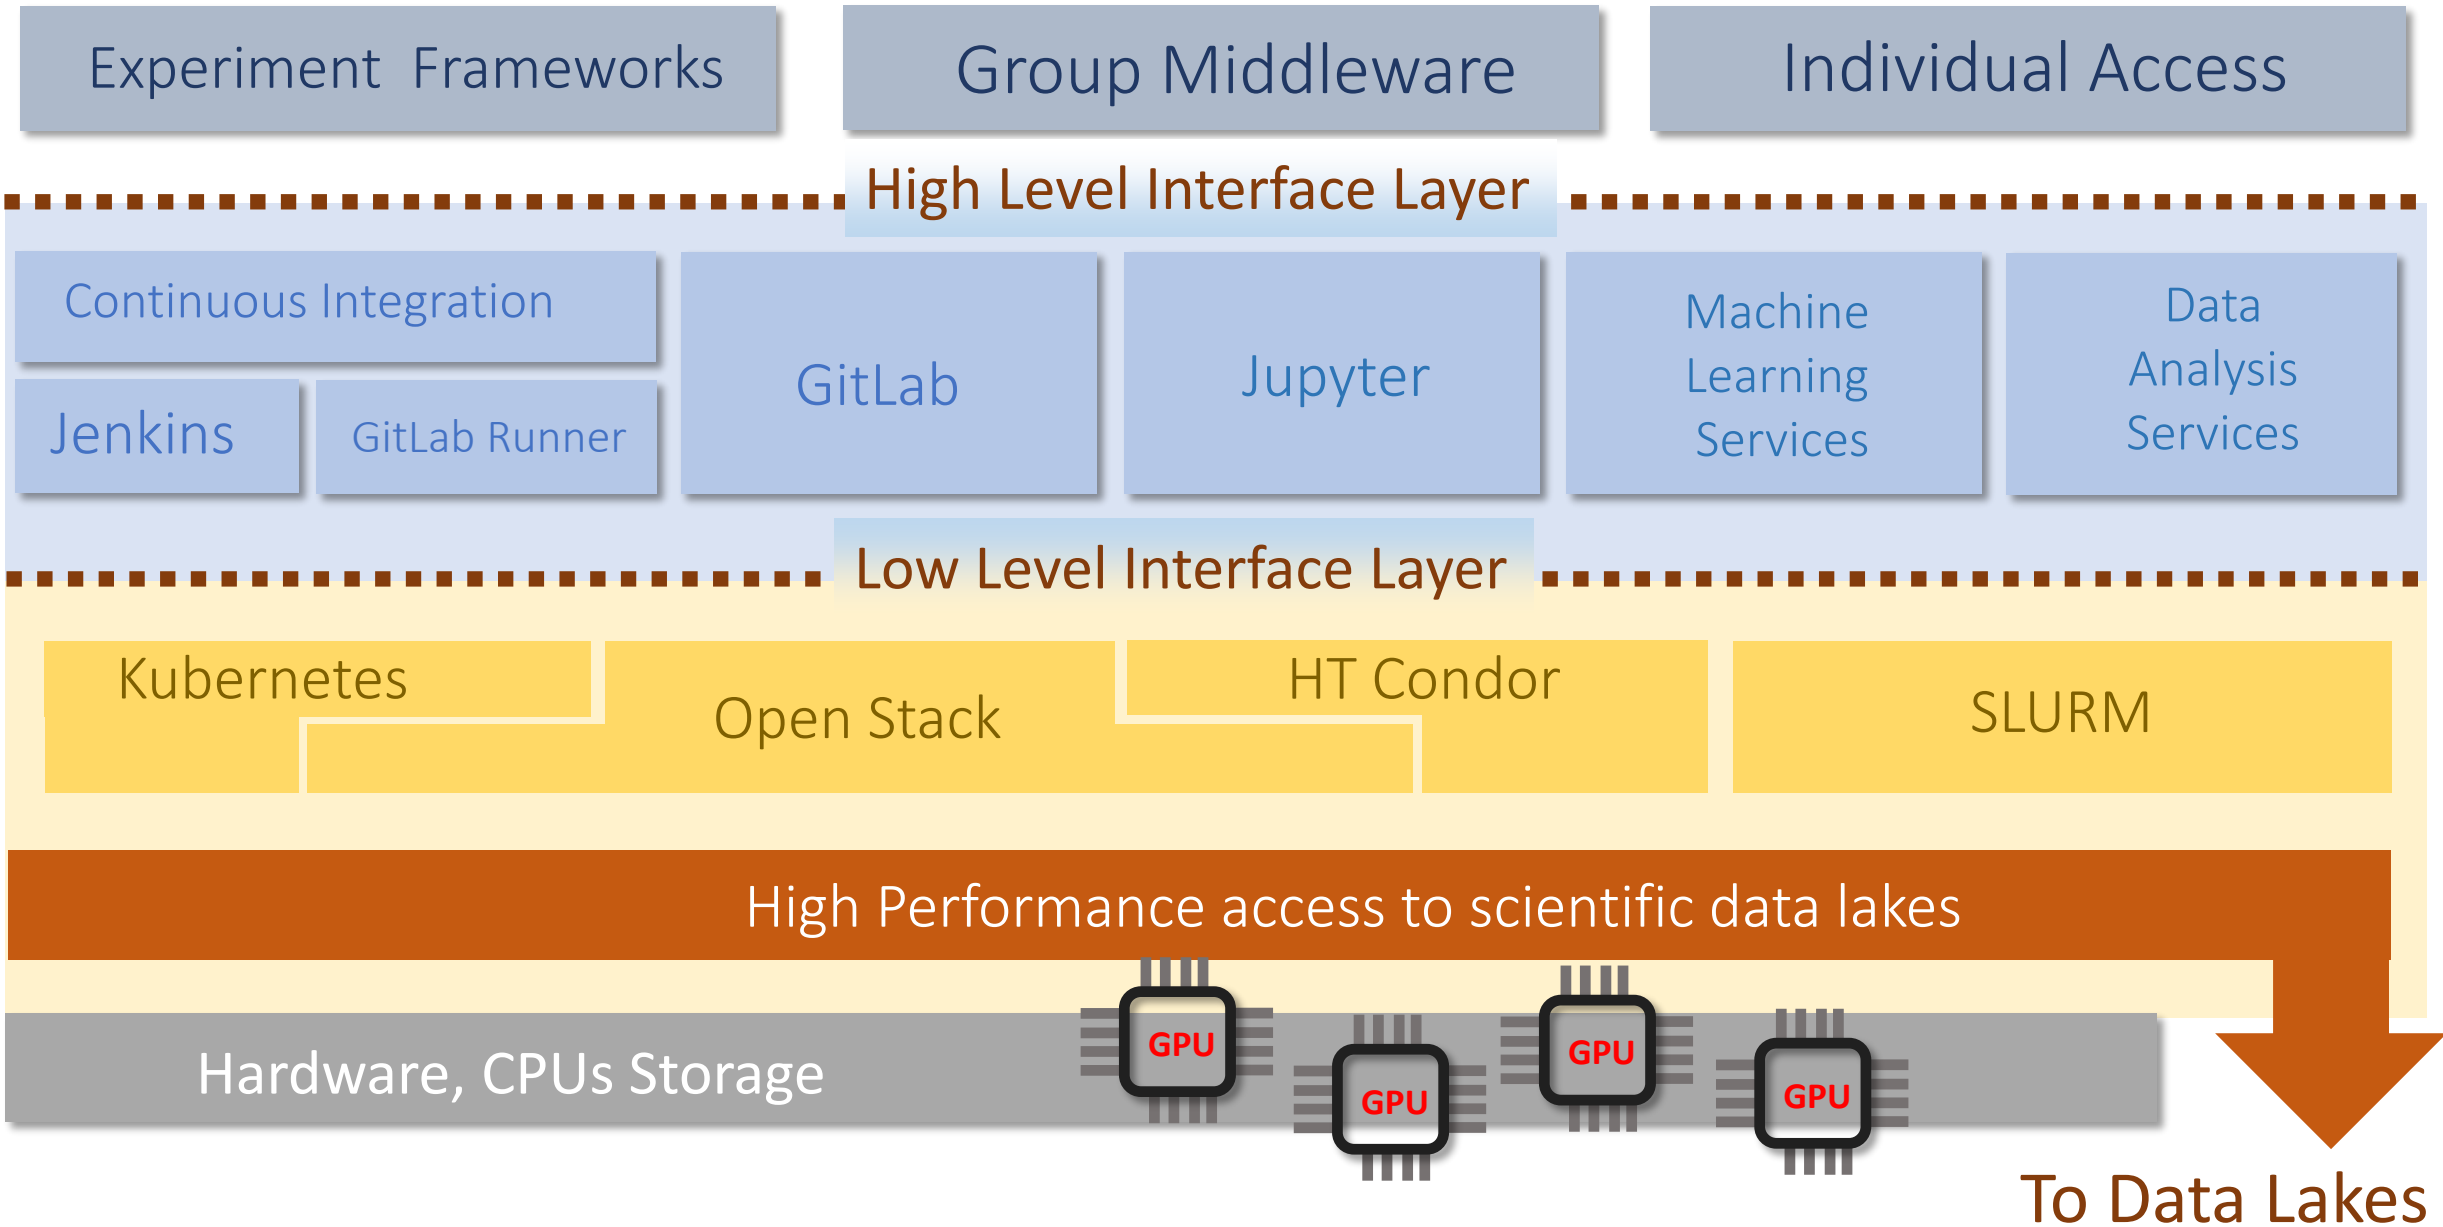 Experiment Frameworks
Group Middleware
Individual Access
High Level Interface Layer
Continuous Integration
Jenkins
GitLab Runner
GitLab
Jupyter
Machine
Learning
Services
Data
Analysis
Services
Low Level Interface Layer
Kubernetes
Open Stack
HT Condor
SLURM
High Performance access to scientific data lakes
Hardware, CPUs Storage
GPU
GPU
GPU
GPU
To Data Lakes